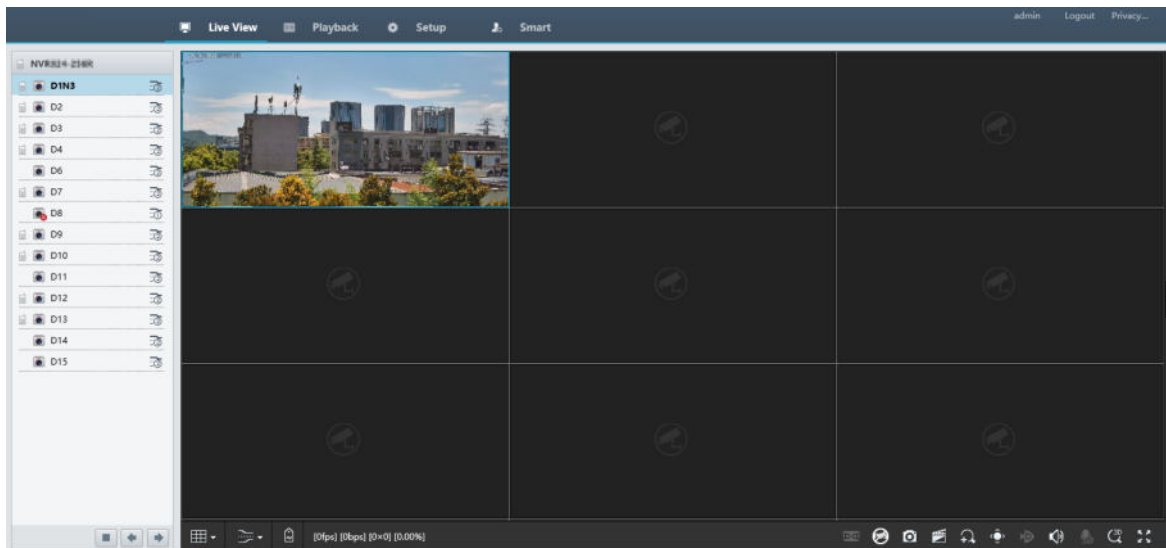 admin Logout Privacy...
Live View Playback Setup Smart
D1N3
D2
D3
D4
D6
D7
D8
D9
D10
D11
D12
D13
D14
D15
[0fps] [0bps] [0×0] [0.00%]